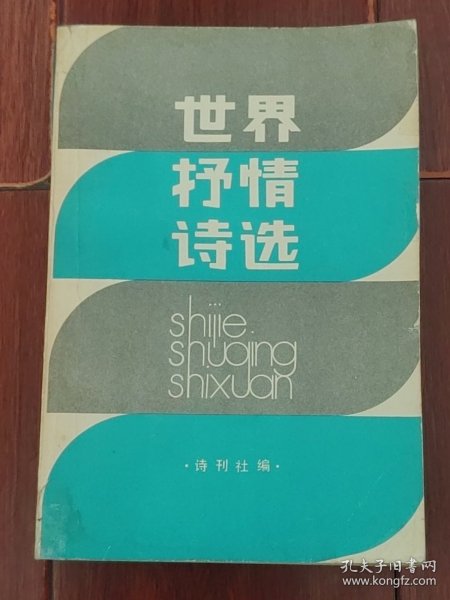 世界
抒情
诗选
shijie
shuqing
shixuan
·诗刊社编·
孔夫子旧书网
www.kongfz.com